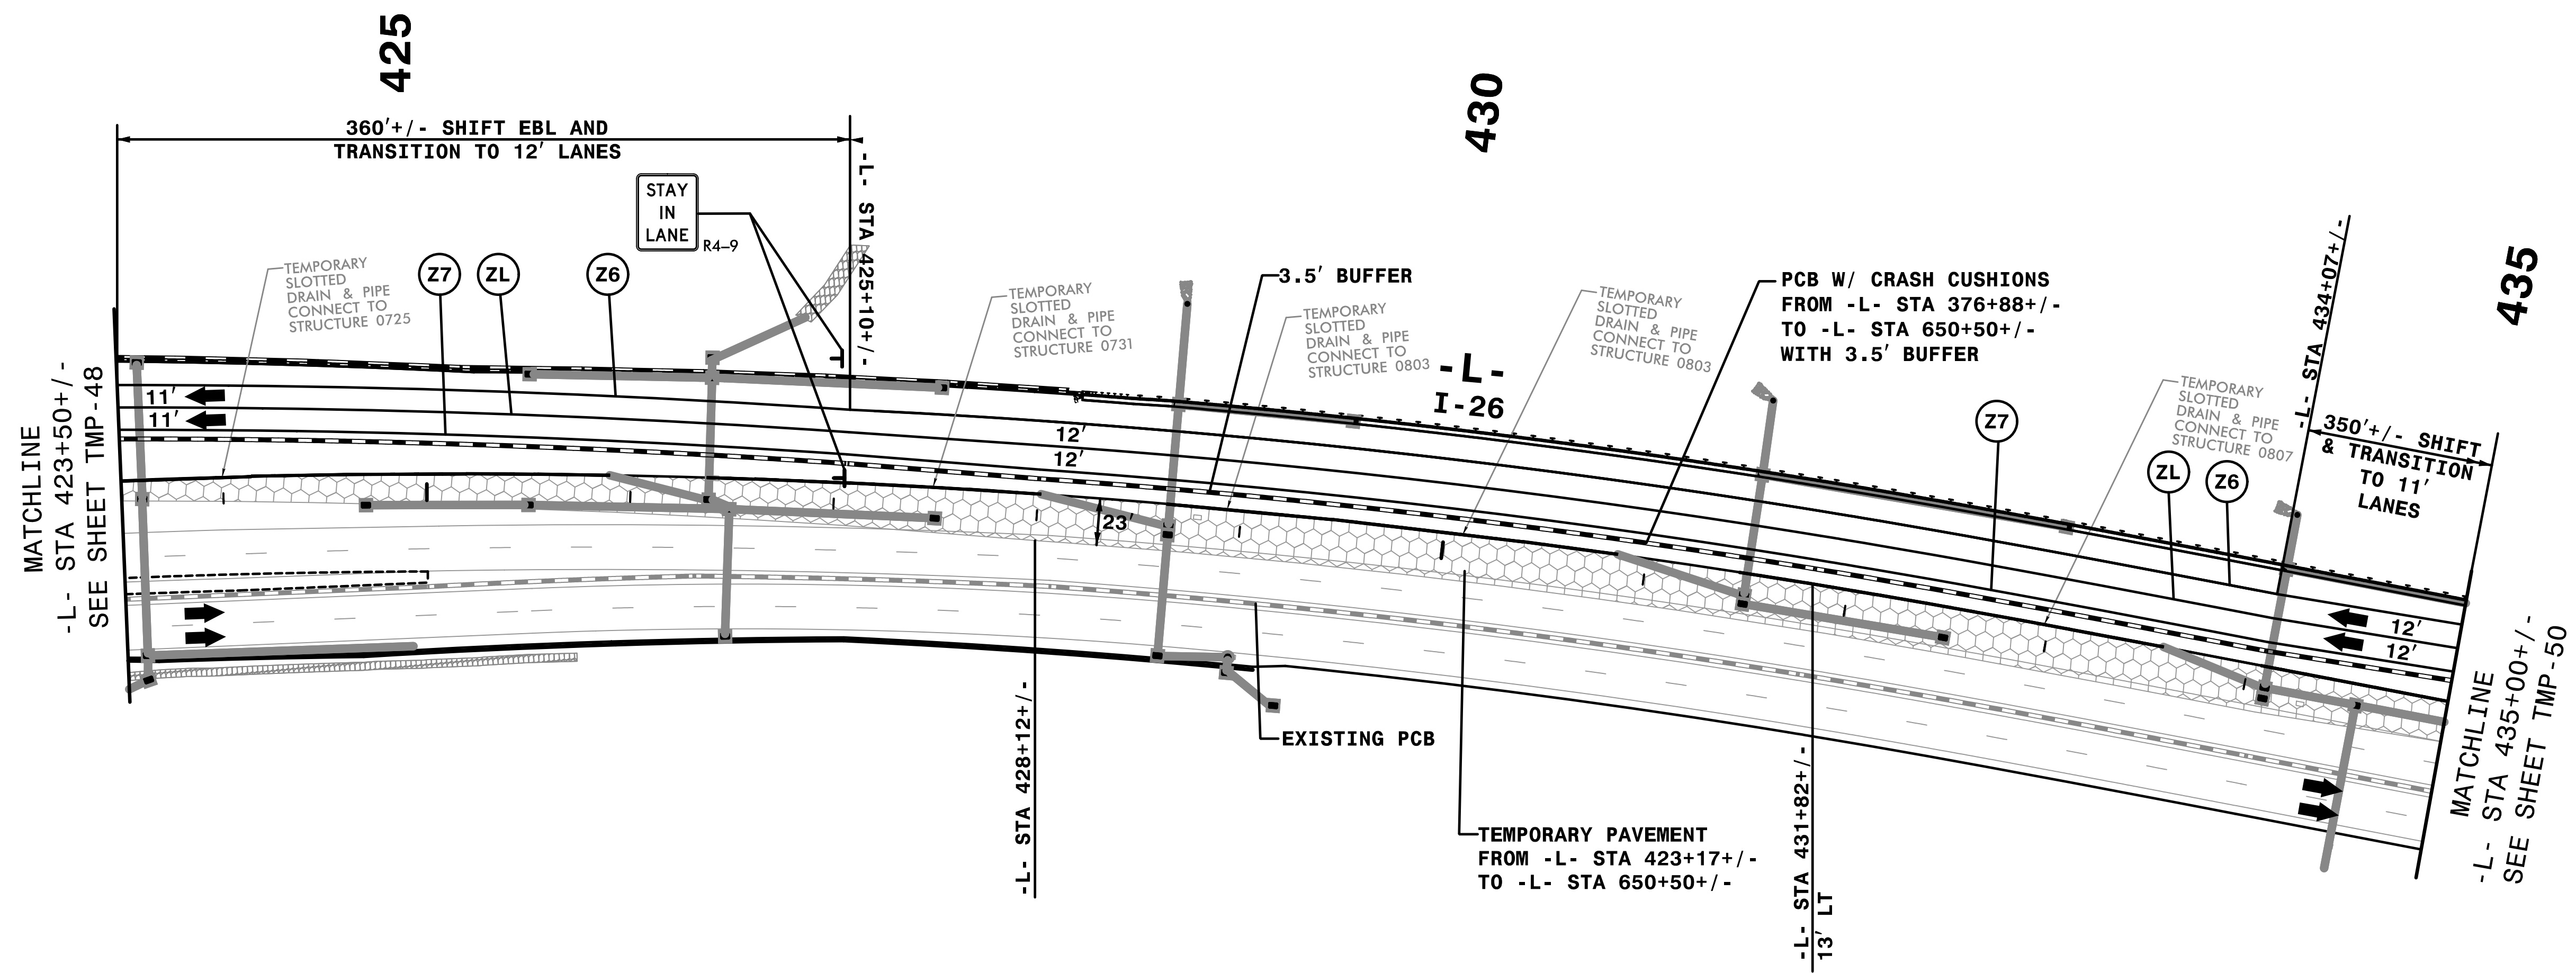 425
430
435
360'+/- SHIFT EBL AND
TRANSITION TO 12' LANES
-L- STA 425+10+/-
STAY
IN
LANE
R4-9
TEMPORARY
SLOTTED
DRAIN & PIPE
CONNECT TO
STRUCTURE 0725
Z7
ZL
Z6
TEMPORARY
SLOTTED
DRAIN & PIPE
CONNECT TO
STRUCTURE 0731
3.5' BUFFER
TEMPORARY
SLOTTED
DRAIN & PIPE
CONNECT TO
STRUCTURE 0803
-L-
I-26
TEMPORARY
SLOTTED
DRAIN & PIPE
CONNECT TO
STRUCTURE 0803
PCB W/ CRASH CUSHIONS
FROM -L- STA 376+88+/-
TO -L- STA 650+50+/-
WITH 3.5' BUFFER
Z7
TEMPORARY
SLOTTED
DRAIN & PIPE
CONNECT TO
STRUCTURE 0807
ZL
Z6
-L- STA 434+07+/-
350'+/- SHIFT
& TRANSITION
TO 11'
LANES
MATCHLINE
-L- STA 423+50+/-
SEE SHEET TMP-48
11'
11'
12'
12'
23'
12'
12'
-L- STA 428+12+/-
EXISTING PCB
TEMPORARY PAVEMENT
FROM -L- STA 423+17+/-
TO -L- STA 650+50+/-
-L- STA 431+82+/-
13' LT
MATCHLINE
-L- STA 435+00+/-
SEE SHEET TMP-50